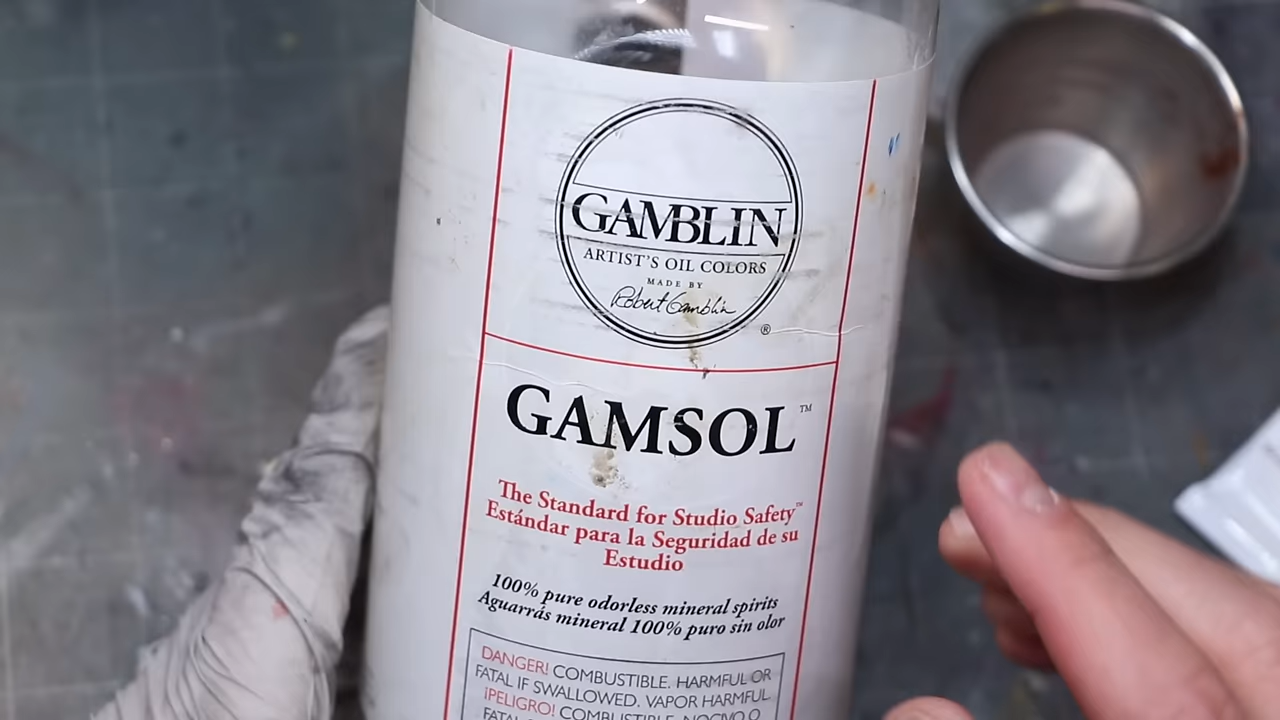 GAMBLIN
ARTIST'S OIL COLORS
MADE BY
Robert Gamblin
®
GAMSOL™
The Standard for Studio Safety™
Estándar para la Seguridad de su
Estudio
100% pure odorless mineral spirits
Aguarrás mineral 100% puro sin olor
DANGER! COMBUSTIBLE. HARMFUL OR
FATAL IF SWALLOWED. VAPOR HARMFUL
¡PELIGRO! COMBUSTIBLE. NOCIVO O